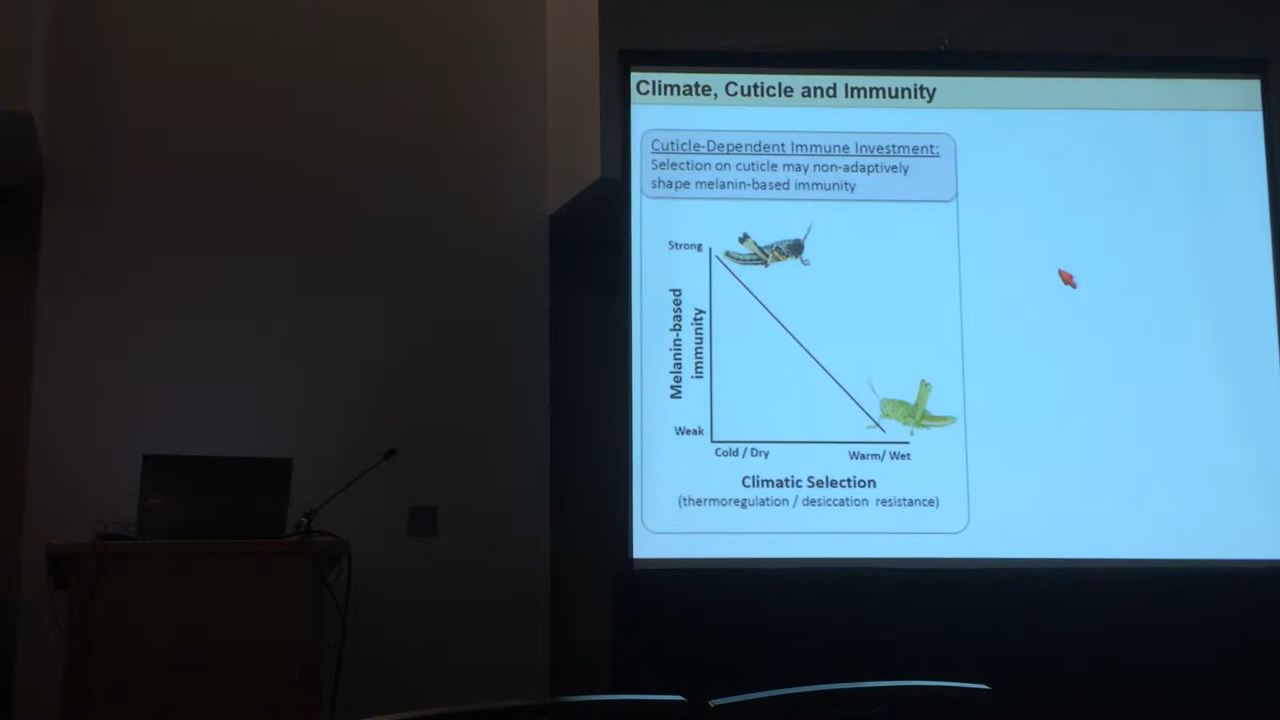 Climate, Cuticle and Immunity
Cuticle-Dependent Immune Investment:
Selection on cuticle may non-adaptively
shape melanin-based immunity
Strong
Melanin-based
immunity
Weak
Cold / Dry
Warm/ Wet
Climatic Selection
(thermoregulation / desiccation resistance)